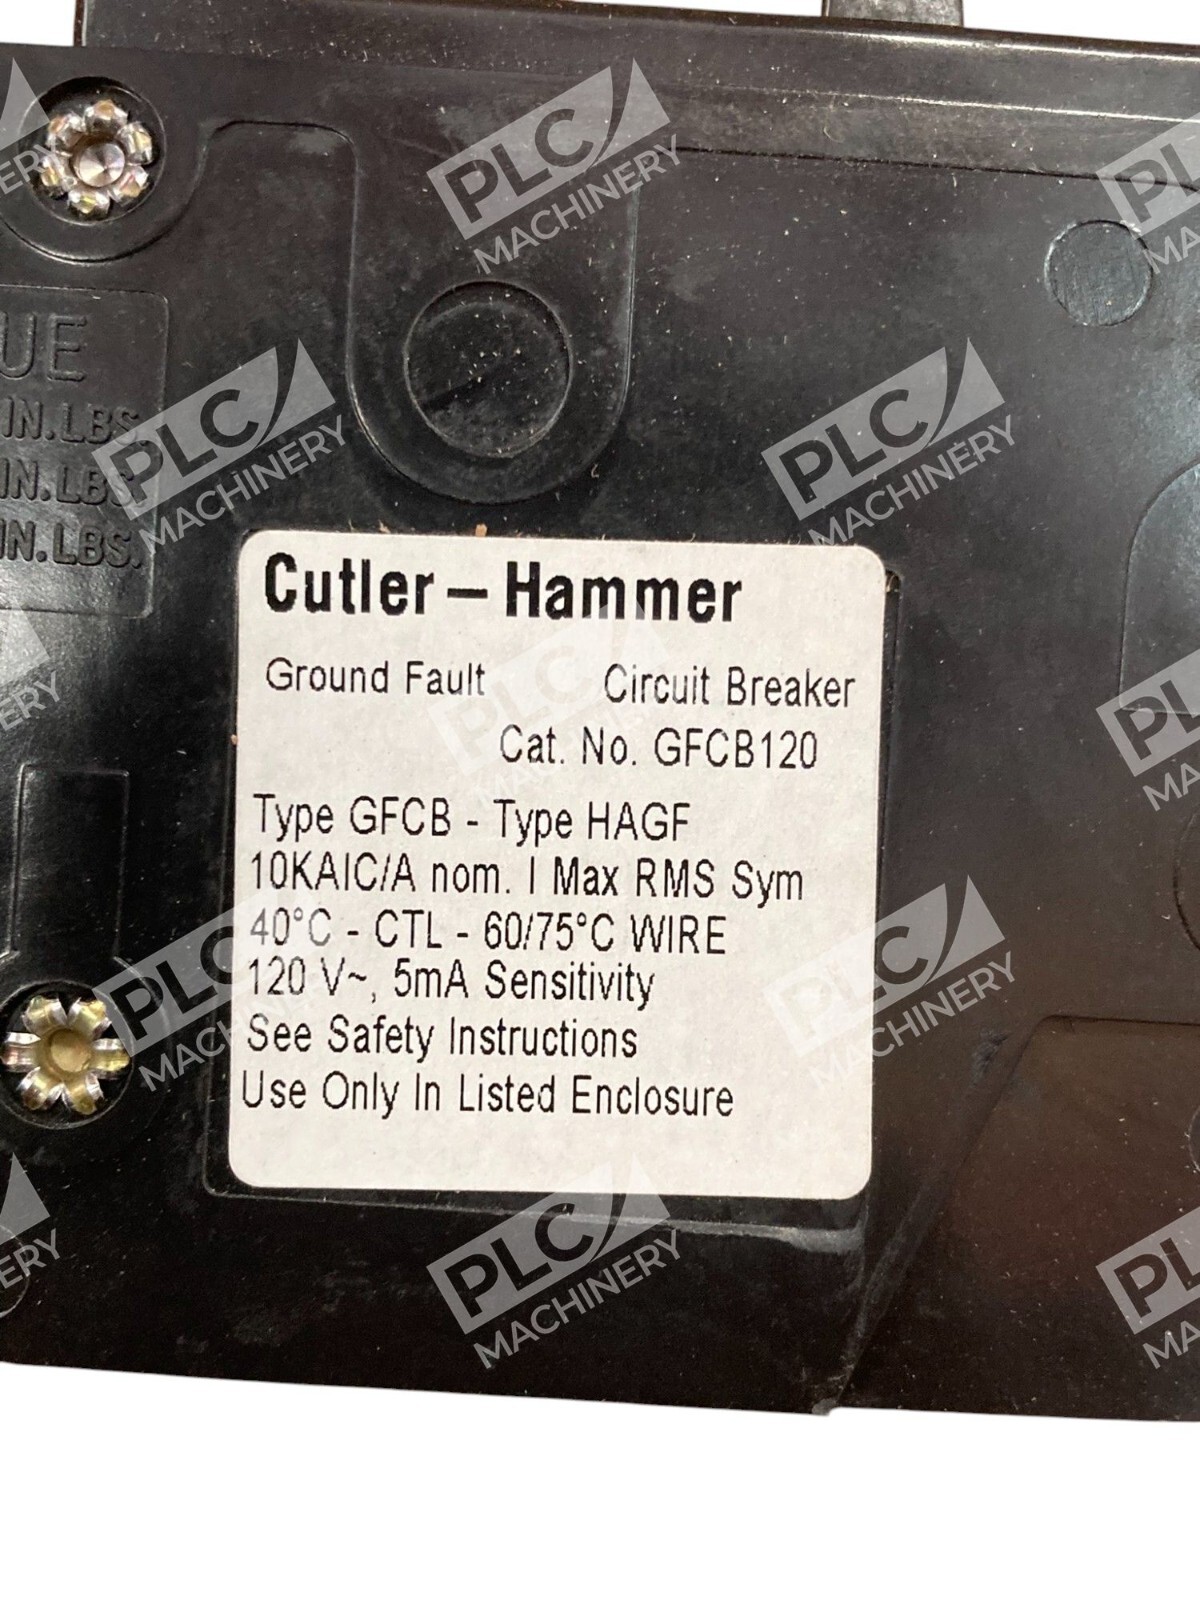 UE
IN.LBS.
IN.LBS.
IN.LBS.
Cutler – Hammer
Ground Fault Circuit Breaker
Cat. No. GFCB120
Type GFCB - Type HAGF
10KAIC/A nom. I Max RMS Sym
40°C - CTL - 60/75°C WIRE
120 V~, 5mA Sensitivity
See Safety Instructions
Use Only In Listed Enclosure
PLC
MACHINERY